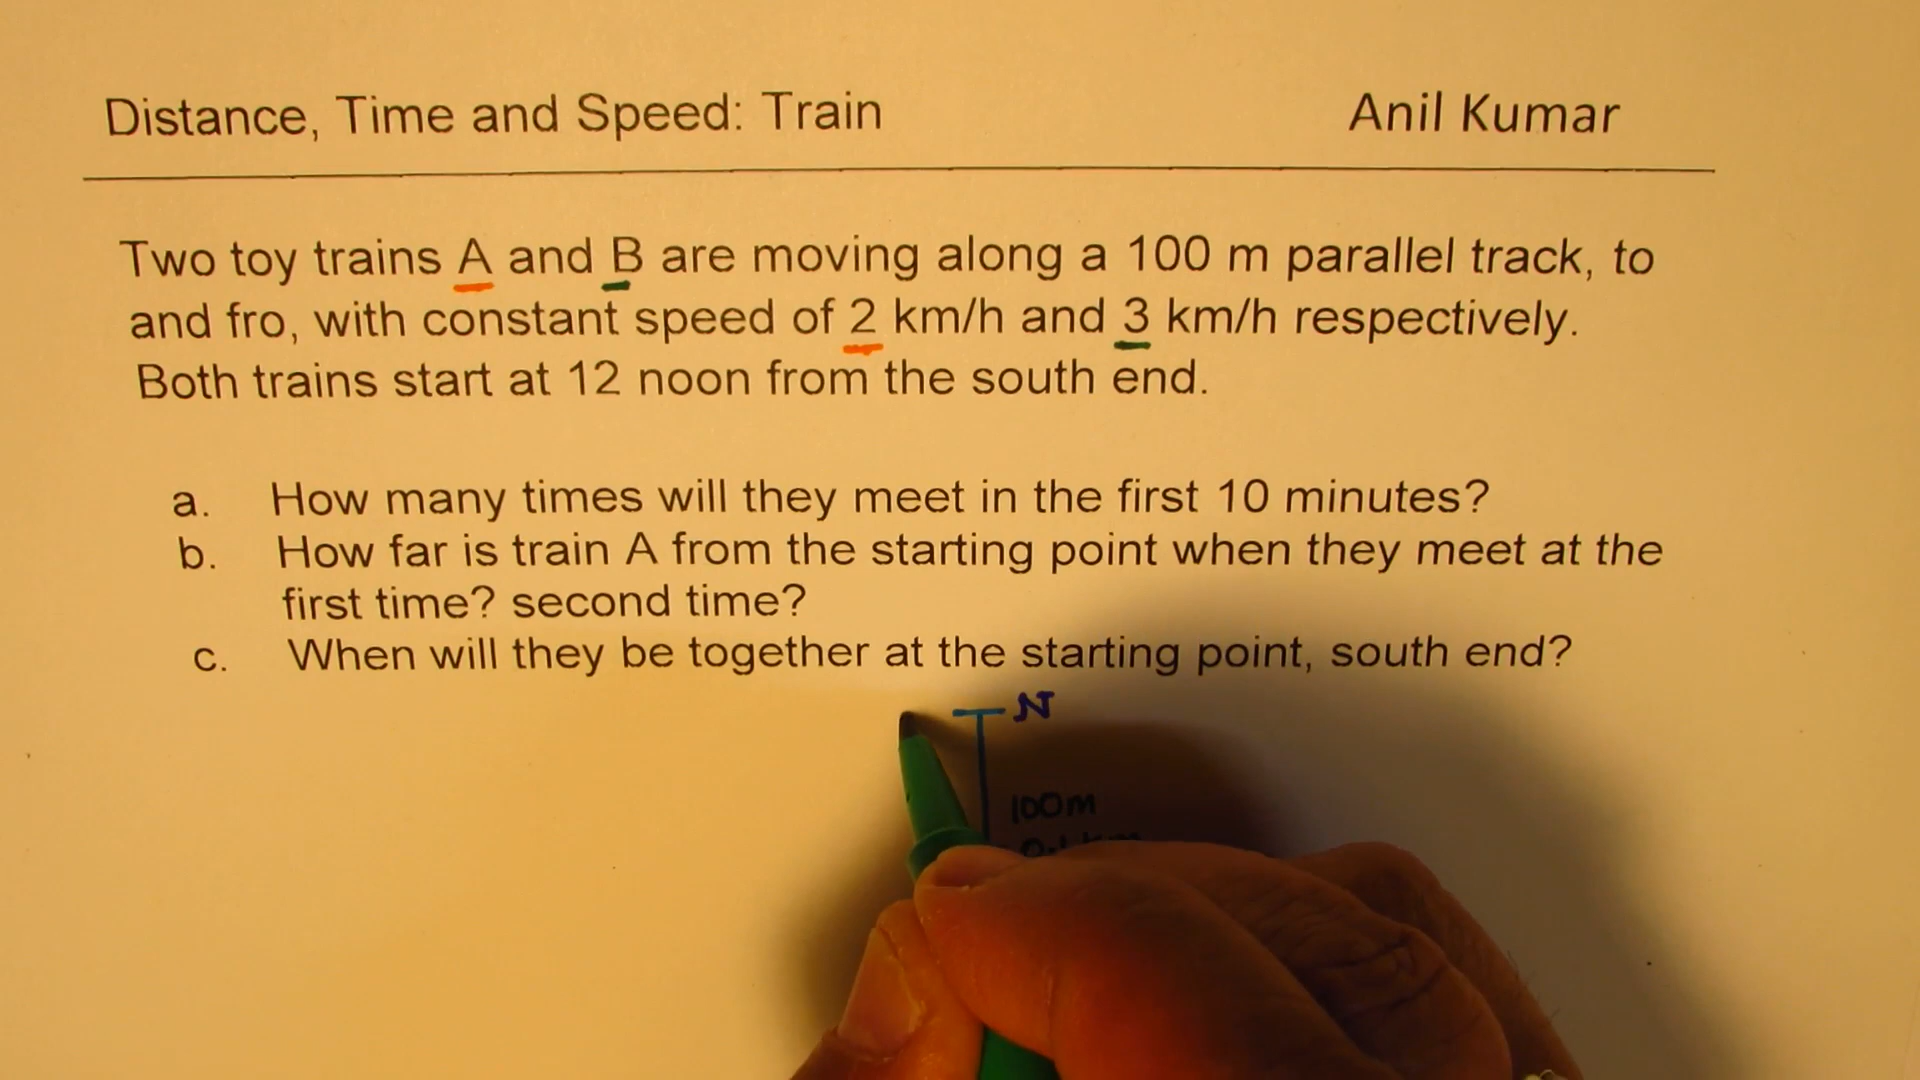 Distance, Time and Speed: Train Anil Kumar
Two toy trains A and B are moving along a 100 m parallel track, to
and fro, with constant speed of 2 km/h and 3 km/h respectively.
Both trains start at 12 noon from the south end.
a. How many times will they meet in the first 10 minutes?
b. How far is train A from the starting point when they meet at the
first time? second time?
c. When will they be together at the starting point, south end?
N
100m